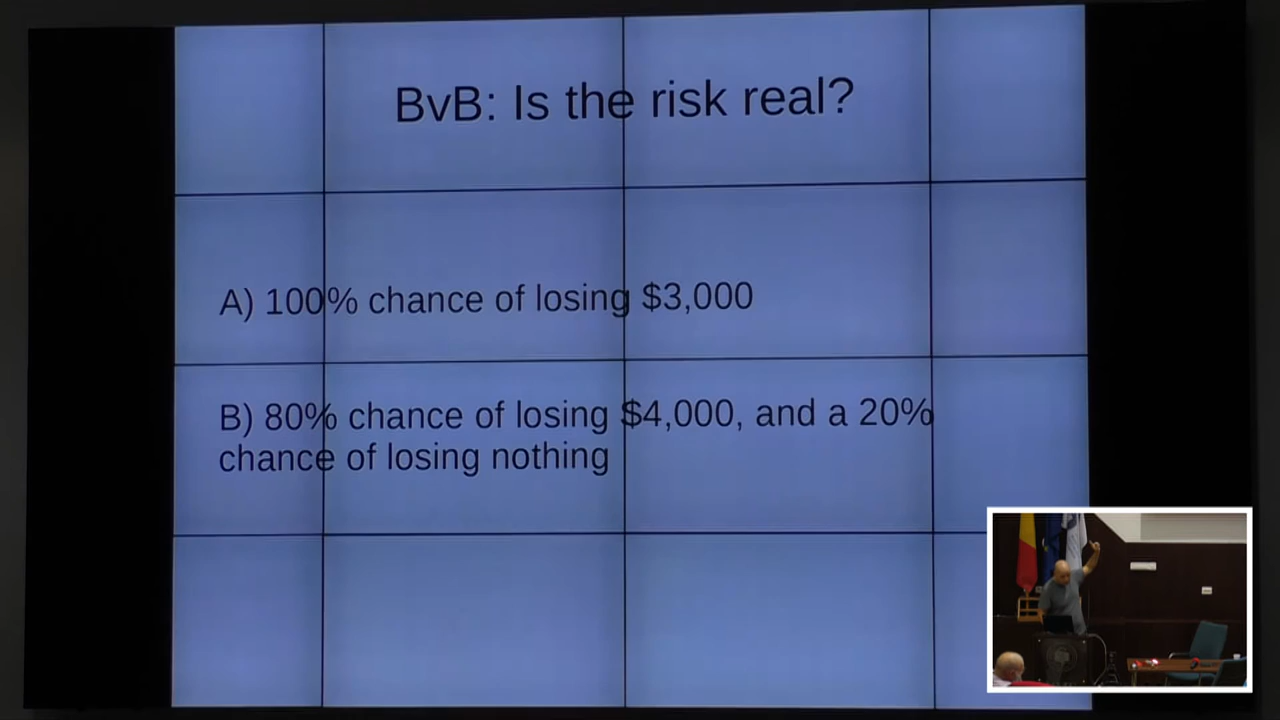 BvB: Is the risk real?
A) 100% chance of losing $3,000
B) 80% chance of losing $4,000, and a 20%
chance of losing nothing